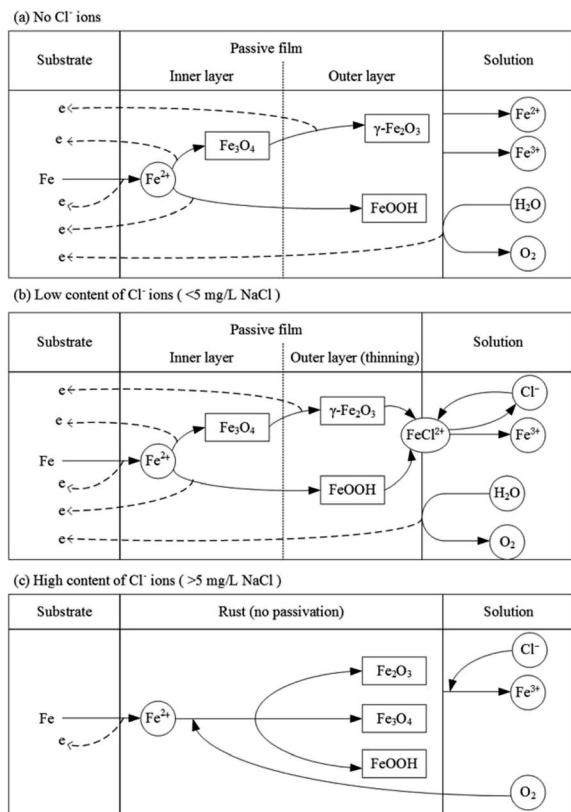 (a) No Cl⁻ ions
Substrate Passive film Solution
Inner layer Outer layer
e
e Fe₃O₄ γ-Fe₂O₃ Fe²⁺
Fe Fe²⁺ Fe³⁺
e FeOOH H₂O
e
e O₂
(b) Low content of Cl⁻ ions ( <5 mg/L NaCl )
Substrate Passive film Solution
Inner layer Outer layer (thinning)
e Cl⁻
e Fe₃O₄ γ-Fe₂O₃ FeCl²⁺ Fe³⁺
Fe Fe²⁺
e FeOOH H₂O
e
e O₂
(c) High content of Cl⁻ ions ( >5 mg/L NaCl )
Substrate Rust (no passivation) Solution
Cl⁻
Fe₂O₃ Fe³⁺
Fe Fe²⁺ Fe₃O₄
e
FeOOH
O₂